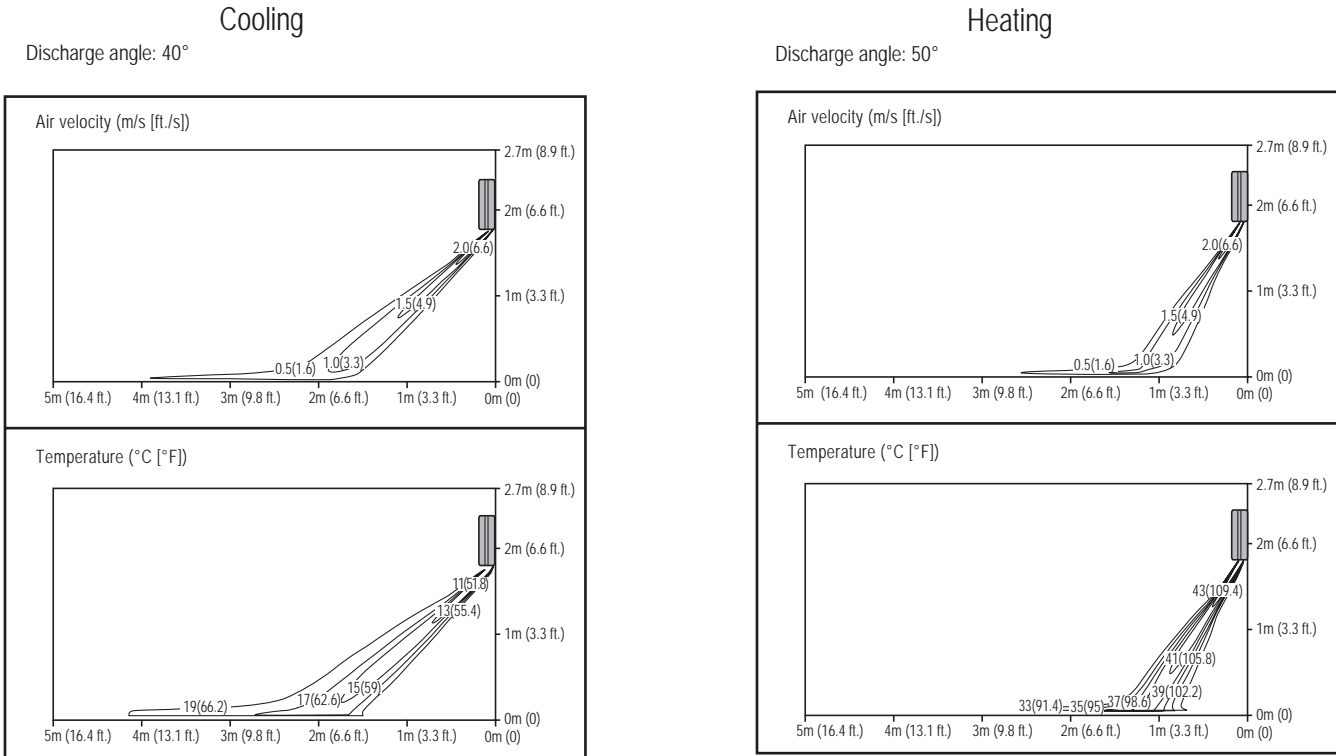 Cooling
Discharge angle: 40°
Air velocity (m/s [ft./s])
2.7m (8.9 ft.)
2m (6.6 ft.)
2.0(6.6)
1m (3.3 ft.)
1.5(4.9)
0.5(1.6)
1.0(3.3)
0m (0)
5m (16.4 ft.) 4m (13.1 ft.) 3m (9.8 ft.) 2m (6.6 ft.) 1m (3.3 ft.) 0m (0)
Temperature (°C [°F])
2.7m (8.9 ft.)
2m (6.6 ft.)
11(51.8)
13(55.4)
1m (3.3 ft.)
15(59)
17(62.6)
19(66.2)
0m (0)
5m (16.4 ft.) 4m (13.1 ft.) 3m (9.8 ft.) 2m (6.6 ft.) 1m (3.3 ft.) 0m (0)
Heating
Discharge angle: 50°
Air velocity (m/s [ft./s])
2.7m (8.9 ft.)
2m (6.6 ft.)
2.0(6.6)
1m (3.3 ft.)
1.5(4.9)
0.5(1.6)
1.0(3.3)
0m (0)
5m (16.4 ft.) 4m (13.1 ft.) 3m (9.8 ft.) 2m (6.6 ft.) 1m (3.3 ft.) 0m (0)
Temperature (°C [°F])
2.7m (8.9 ft.)
2m (6.6 ft.)
43(109.4)
1m (3.3 ft.)
41(105.8)
39(102.2)
37(98.6)
33(91.4)
35(95)
0m (0)
5m (16.4 ft.) 4m (13.1 ft.) 3m (9.8 ft.) 2m (6.6 ft.) 1m (3.3 ft.) 0m (0)